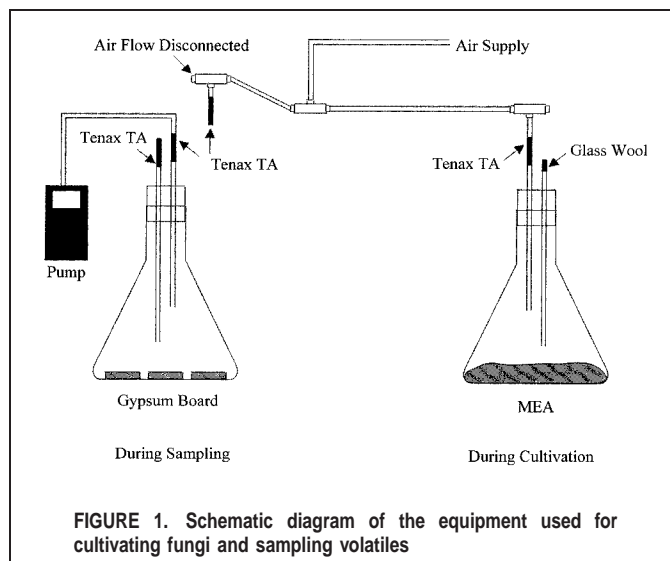 Air Flow Disconnected
Air Supply
Tenax TA
Tenax TA
Tenax TA
Glass Wool
Pump
Gypsum Board
MEA
During Sampling
During Cultivation
FIGURE 1. Schematic diagram of the equipment used for
cultivating fungi and sampling volatiles